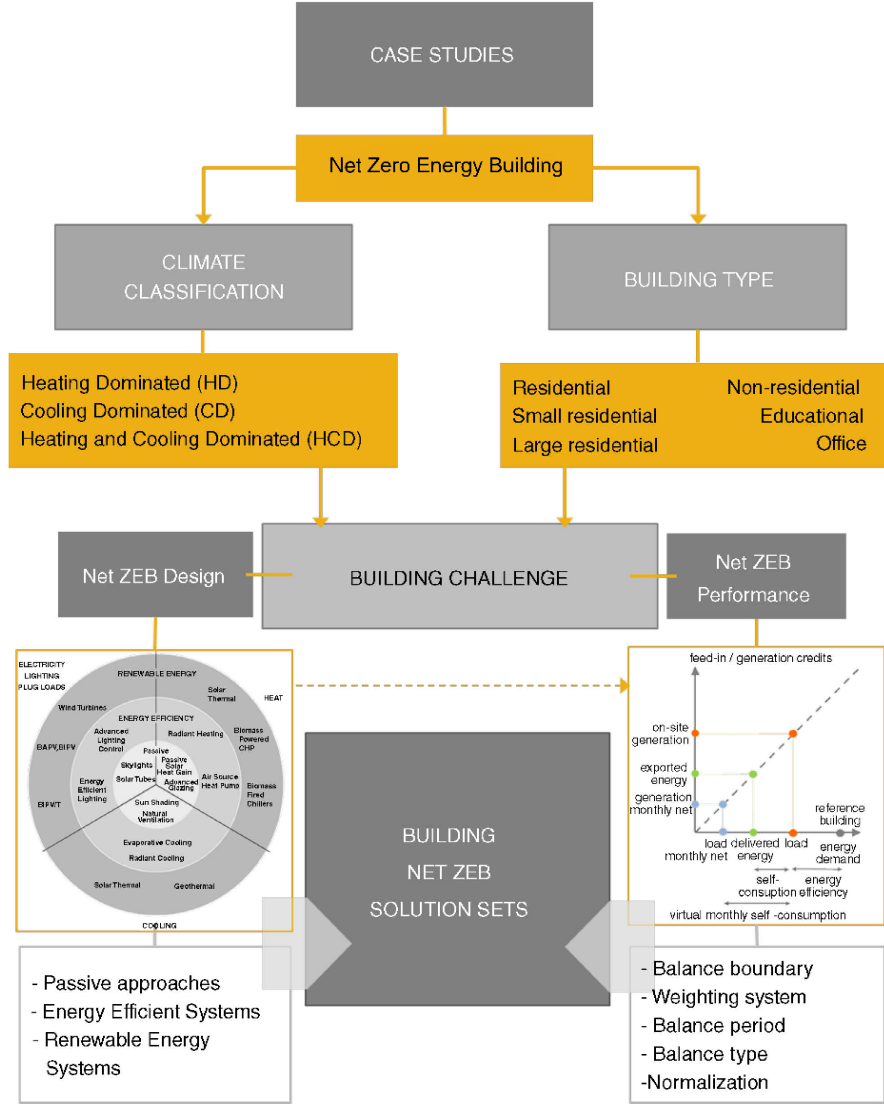 CASE STUDIES
Net Zero Energy Building
CLIMATE
CLASSIFICATION
BUILDING TYPE
Heating Dominated (HD)
Cooling Dominated (CD)
Heating and Cooling Dominated (HCD)
Residential
Small residential
Large residential
Non-residential
Educational
Office
Net ZEB Design
BUILDING CHALLENGE
Net ZEB
Performance
ELECTRICITY
LIGHTING
PLUG LOADS
RENEWABLE ENERGY
HEAT
Solar
Thermal
Wind Turbines
ENERGY EFFICIENCY
Advanced
Lighting
Control
Radiant Heating
Biomass
Powered
CHP
BAPV,BIPV
Passive
Skylights
Passive
Solar
Heat Gain
Solar Tubes
Advanced
Glazing
Energy
Efficient
Lighting
Air Source
Heat Pump
Biomass
Fired
Chillers
BIPV/T
Sun Shading
Natural
Ventilation
Evaporative Cooling
Radiant Cooling
Solar Thermal
Geothermal
COOLING
feed-in / generation credits
on-site
generation
exported
energy
generation
monthly net
reference
building
load
monthly net
delivered
energy
load
energy
demand
self-
consuption
energy
efficiency
virtual monthly self -consumption
BUILDING
NET ZEB
SOLUTION SETS
- Passive approaches
- Energy Efficient Systems
- Renewable Energy
Systems
- Balance boundary
- Weighting system
- Balance period
- Balance type
-Normalization